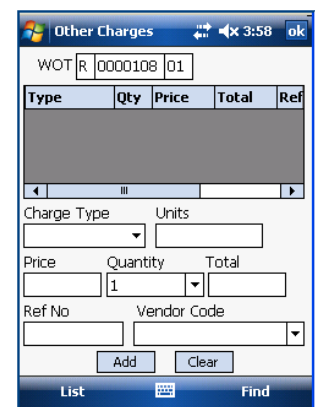 Other Charges 3:58 ok
WOT R 0000108 01
Type Qty Price Total Ref
Charge Type Units
Price Quantity Total
1
Ref No Vendor Code
Add Clear
List Find